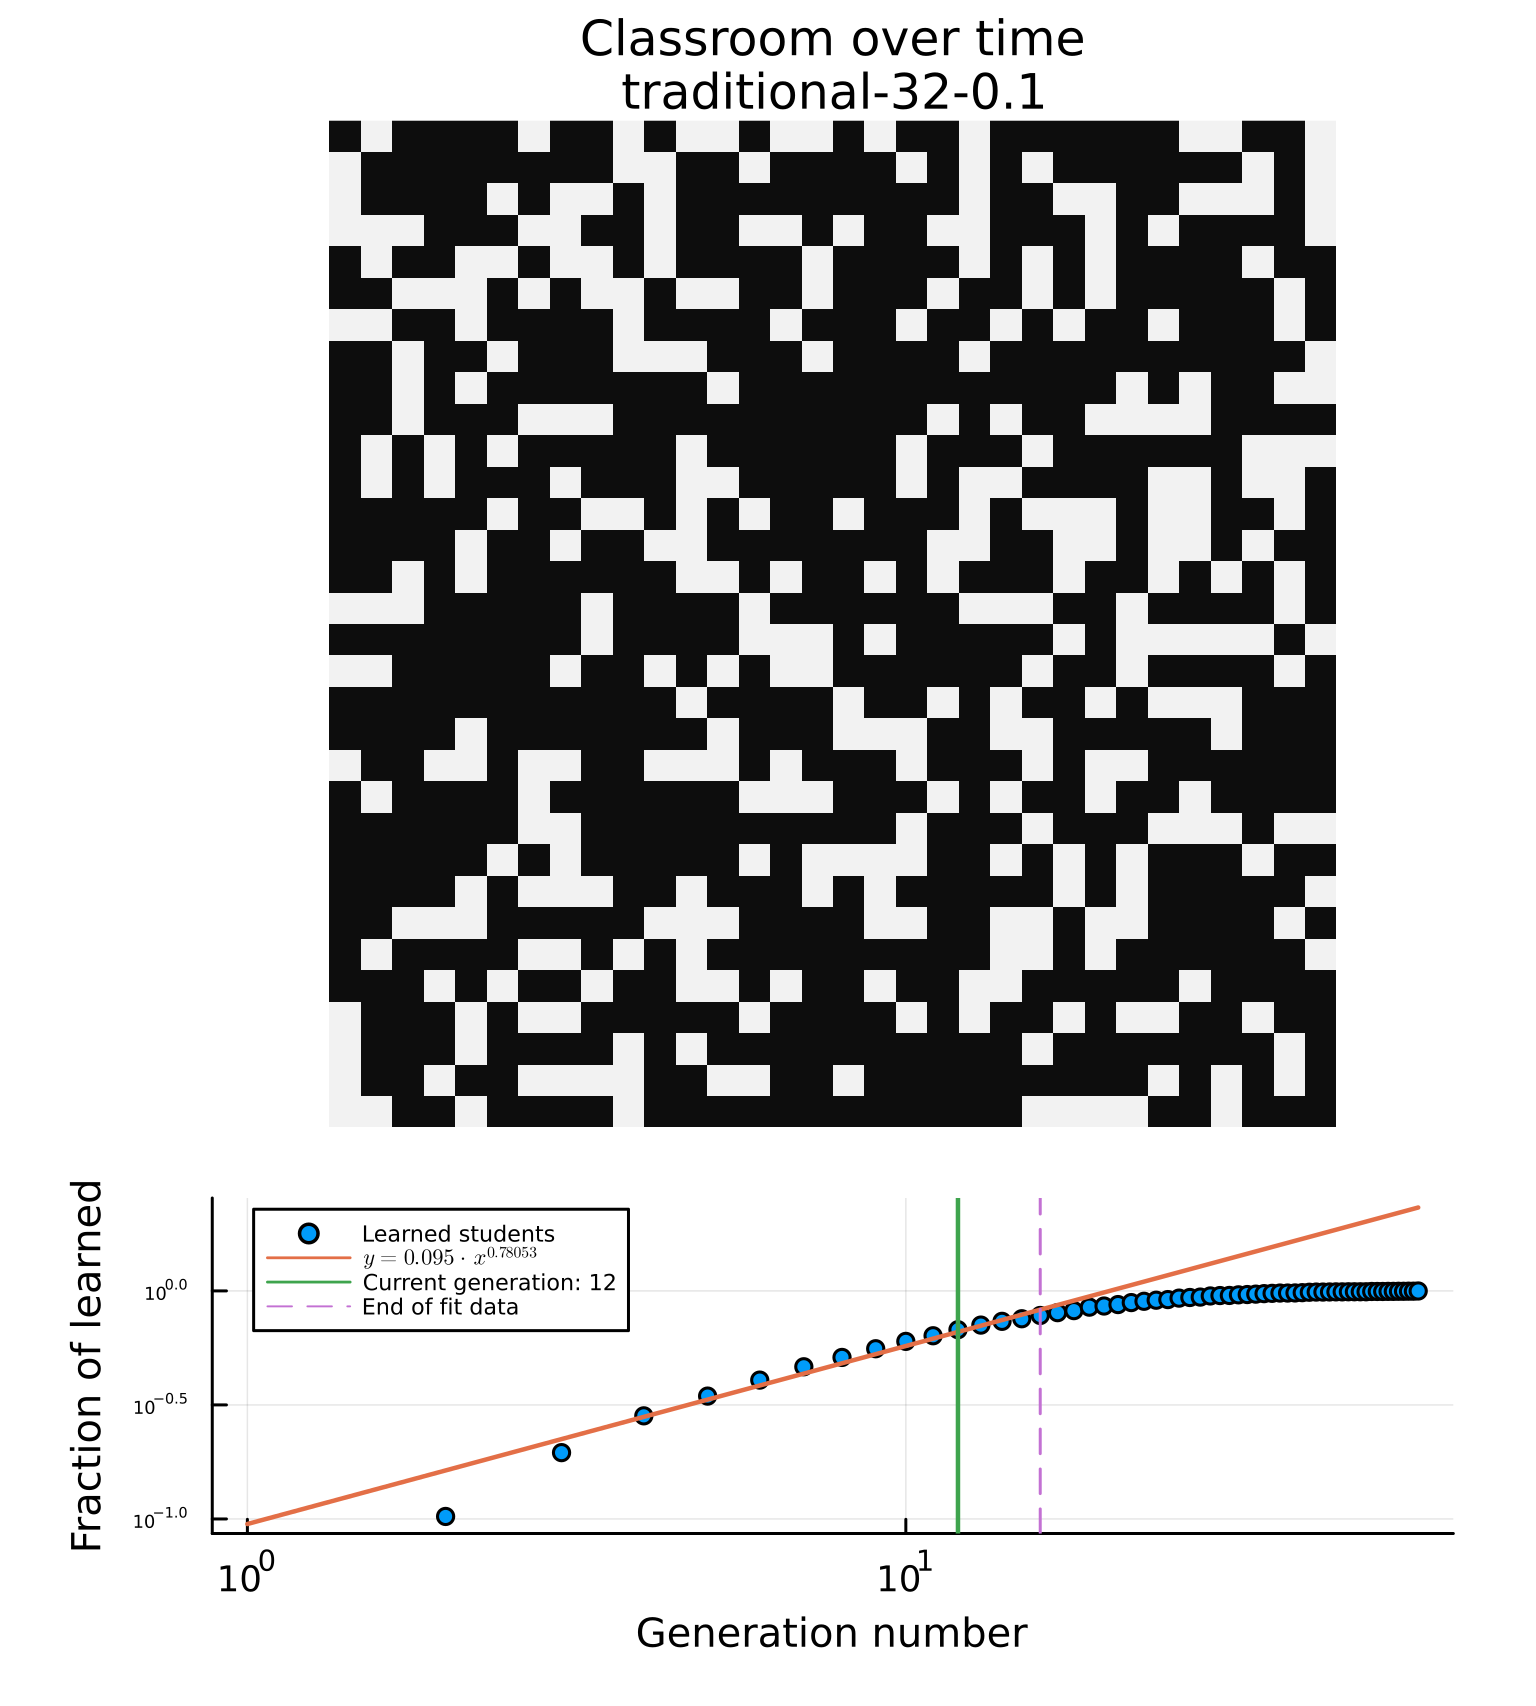 Classroom over time
traditional-32-0.1
Fraction of learned
10^0.0
10^−0.5
10^−1.0
Learned students
y = 0.095 · x^0.78053
Current generation: 12
End of fit data
10^0
10^1
Generation number